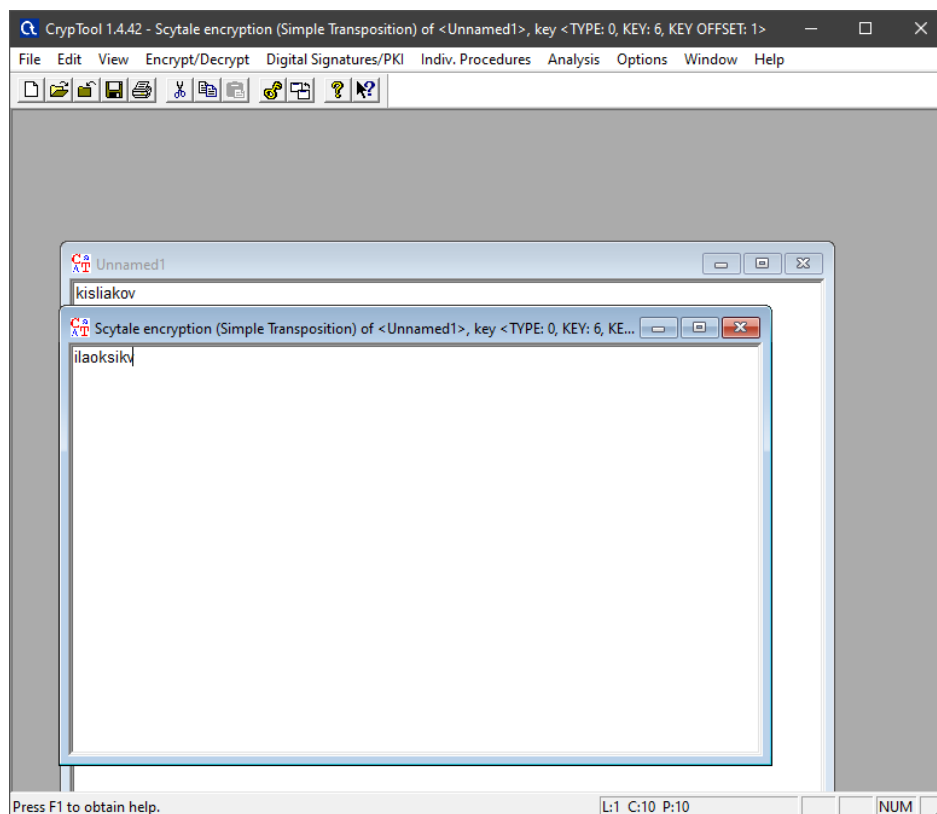 CrypTool 1.4.42 - Scytale encryption (Simple Transposition) of <Unnamed1>, key <TYPE: 0, KEY: 6, KEY OFFSET: 1>
File Edit View Encrypt/Decrypt Digital Signatures/PKI Indiv. Procedures Analysis Options Window Help
Unnamed1
kisliakov
Scytale encryption (Simple Transposition) of <Unnamed1>, key <TYPE: 0, KEY: 6, KE...
ilaoksikv
Press F1 to obtain help. L:1 C:10 P:10 NUM